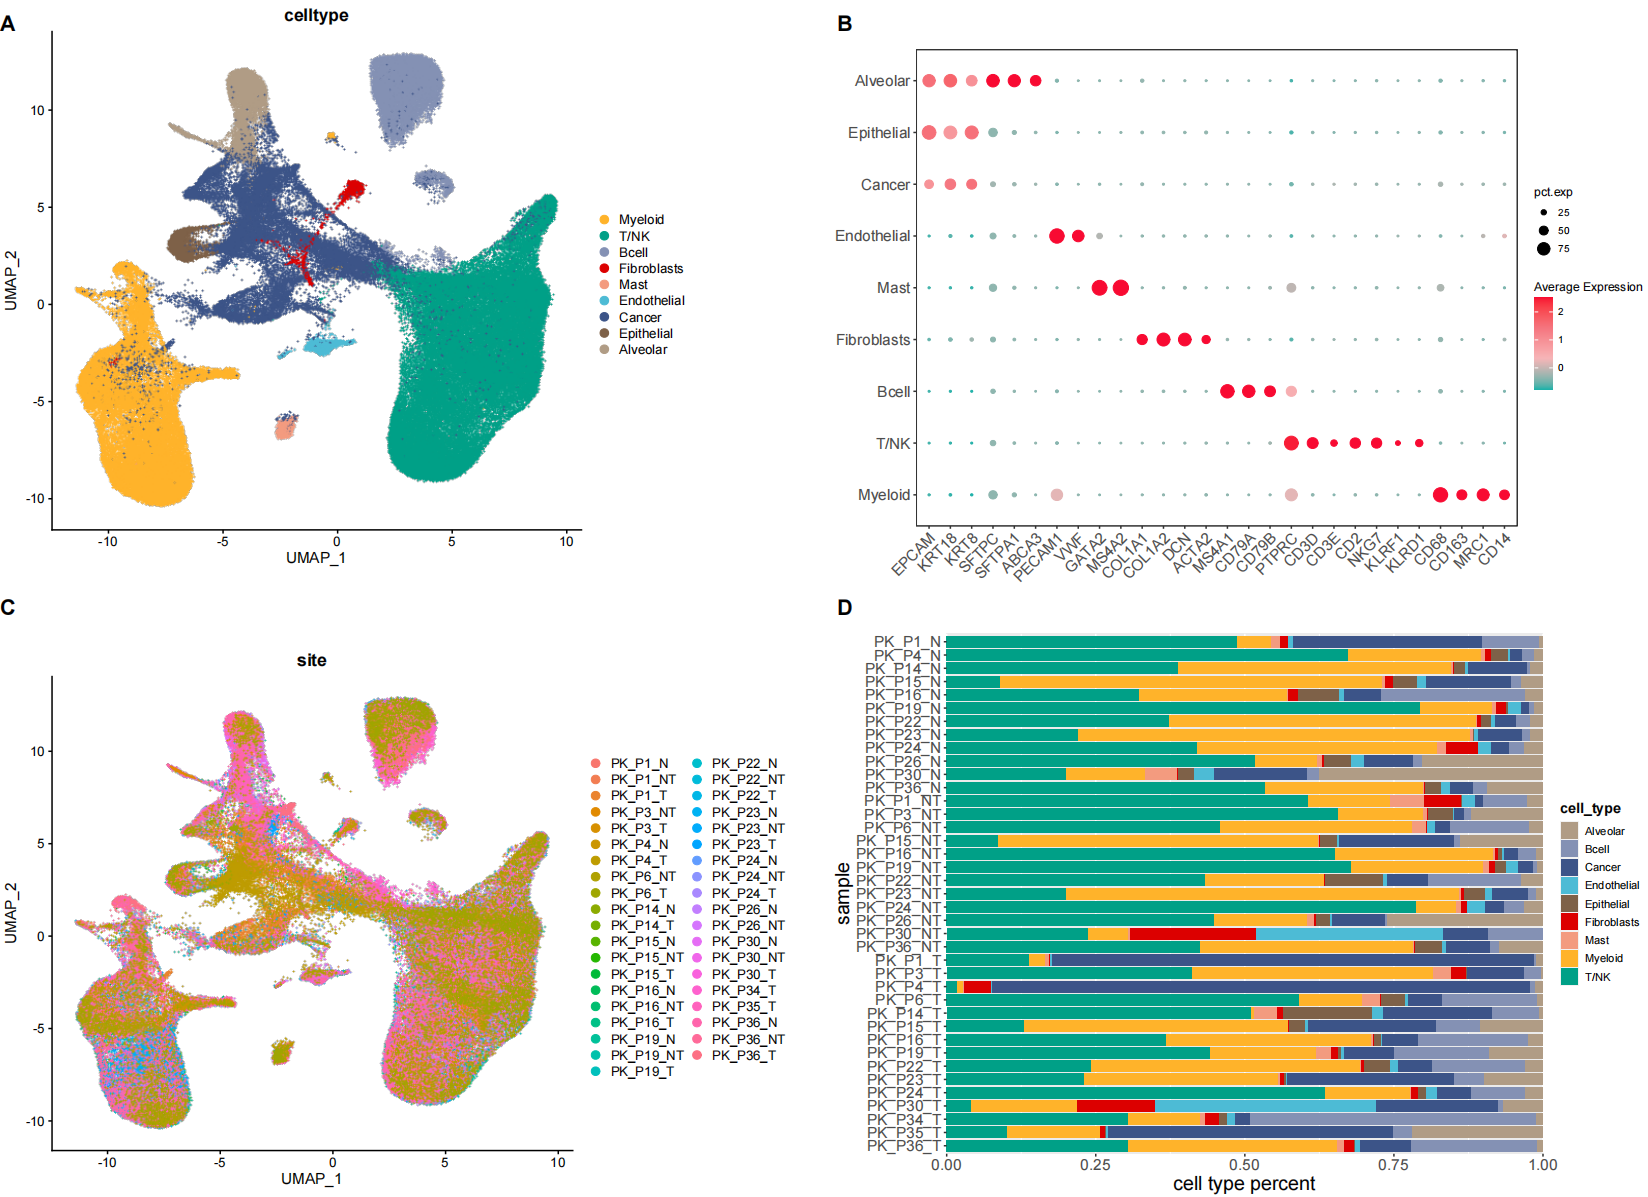 A
celltype
10
5
0
-5
-10
UMAP_2
-10
-5
0
5
10
UMAP_1
Myeloid
T/NK
Bcell
Fibroblasts
Mast
Endothelial
Cancer
Epithelial
Alveolar
B
Alveolar
Epithelial
Cancer
Endothelial
Mast
Fibroblasts
Bcell
T/NK
Myeloid
EPCAM
KRT18
KRT8
SFTPC
SFTPA1
ABCA3
PECAM1
VWF
GATA2
MS4A2
COL1A1
COL1A2
DCN
ACTA2
MS4A1
CD79A
CD79B
PTPRC
CD3D
CD3E
CD2
NKG7
KLRF1
KLRD1
CD68
CD163
MRC1
CD14
pct.exp
25
50
75
Average Expression
2
1
0
C
site
10
5
0
-5
-10
UMAP_2
-10
-5
0
5
10
UMAP_1
PK_P1_N
PK_P1_NT
PK_P1_T
PK_P3_NT
PK_P3_T
PK_P4_N
PK_P4_T
PK_P6_NT
PK_P6_T
PK_P14_N
PK_P14_T
PK_P15_N
PK_P15_NT
PK_P15_T
PK_P16_N
PK_P16_NT
PK_P16_T
PK_P19_N
PK_P19_NT
PK_P19_T
PK_P22_N
PK_P22_NT
PK_P22_T
PK_P23_N
PK_P23_NT
PK_P23_T
PK_P24_N
PK_P24_NT
PK_P24_T
PK_P26_N
PK_P26_NT
PK_P30_N
PK_P30_NT
PK_P30_T
PK_P34_T
PK_P35_T
PK_P36_N
PK_P36_NT
PK_P36_T
D
sample
PK_P1_N
PK_P4_N
PK_P14_N
PK_P15_N
PK_P16_N
PK_P19_N
PK_P22_N
PK_P23_N
PK_P24_N
PK_P26_N
PK_P30_N
PK_P36_N
PK_P1_NT
PK_P3_NT
PK_P6_NT
PK_P15_NT
PK_P16_NT
PK_P19_NT
PK_P22_NT
PK_P23_NT
PK_P24_NT
PK_P26_NT
PK_P30_NT
PK_P36_NT
PK_P1_T
PK_P3_T
PK_P4_T
PK_P6_T
PK_P14_T
PK_P15_T
PK_P16_T
PK_P19_T
PK_P22_T
PK_P23_T
PK_P24_T
PK_P30_T
PK_P34_T
PK_P35_T
PK_P36_T
0.00
0.25
0.50
0.75
1.00
cell type percent
cell_type
Alveolar
Bcell
Cancer
Endothelial
Epithelial
Fibroblasts
Mast
Myeloid
T/NK